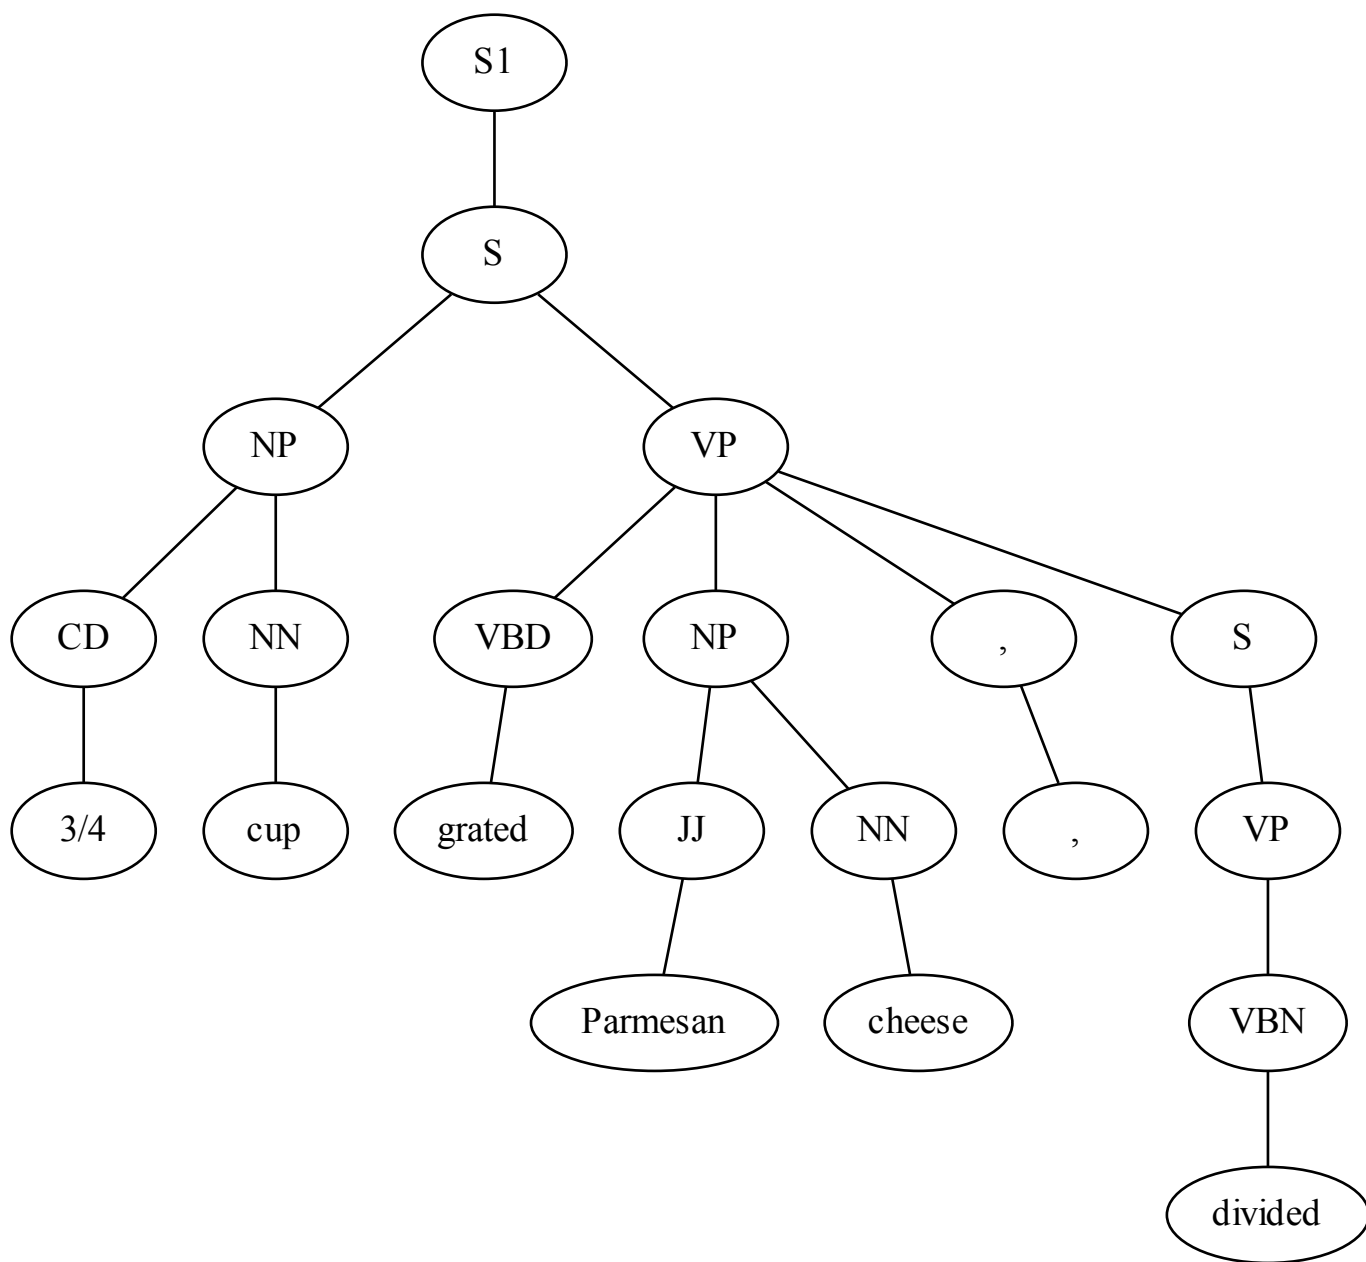 S1
S
NP VP
CD NN VBD NP , S
3/4 cup grated JJ NN , VP
Parmesan cheese VBN
divided